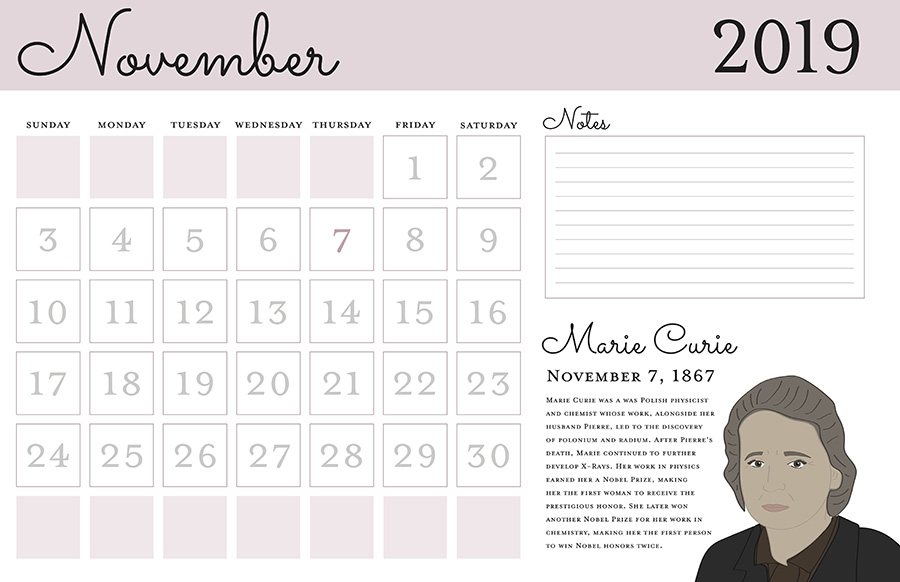 November 2019
SUNDAY MONDAY TUESDAY WEDNESDAY THURSDAY FRIDAY SATURDAY
1 2
3 4 5 6 7 8 9
10 11 12 13 14 15 16
17 18 19 20 21 22 23
24 25 26 27 28 29 30
Notes
Marie Curie
November 7, 1867
Marie Curie was a was Polish physicist
and chemist whose work, alongside her
husband Pierre, led to the discovery
of polonium and radium. After Pierre's
death, Marie continued to further
develop X-Rays. Her work in physics
earned her a Nobel Prize, making
her the first woman to receive the
prestigious honor. She later won
another Nobel Prize for her work in
chemistry, making her the first person
to win Nobel honors twice.